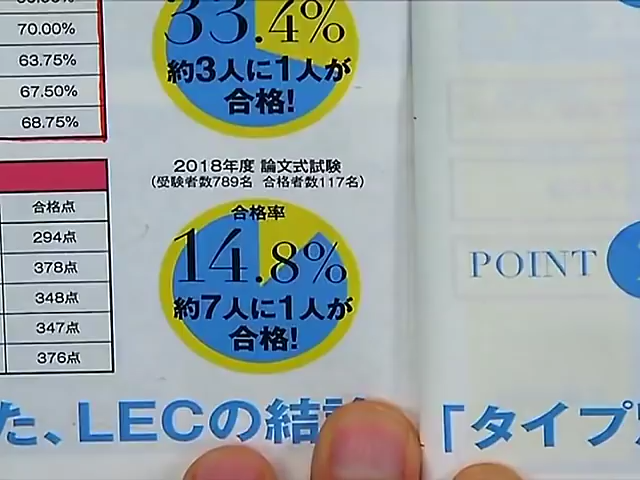 70.00%
63.75%
67.50%
68.75%
33.4%
約3人に1人が
合格!
2018年度 論文式試験
(受験者数789名 合格者数117名)
合格率
14.8%
約7人に1人が
合格!
合格点
294点
378点
348点
347点
376点
た、LECの結
POINT
「タイプ